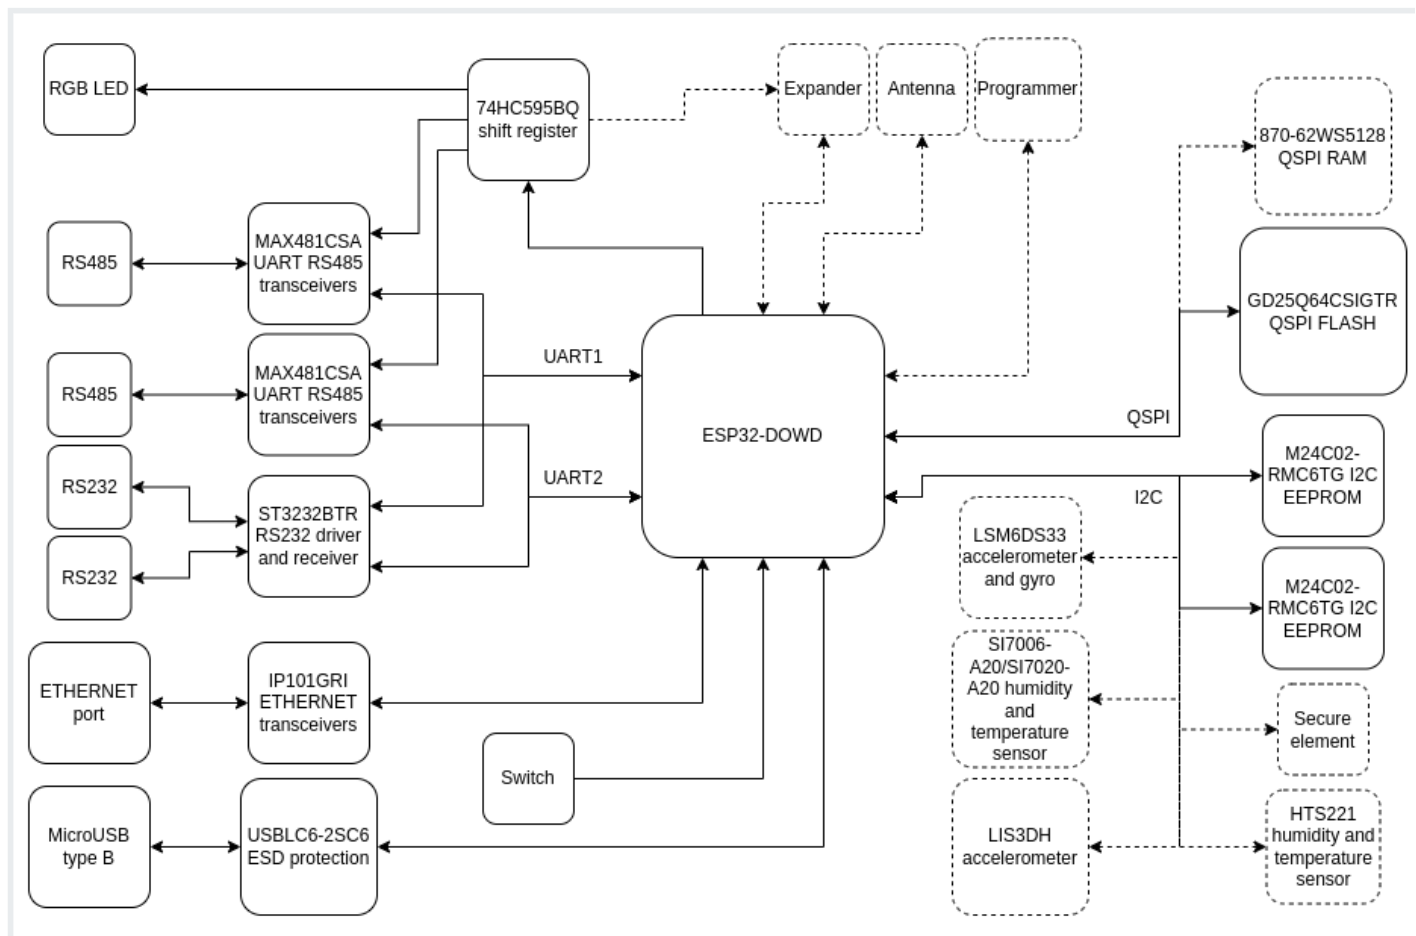 RGB LED
74HC595BQ
shift register
Expander
Antenna
Programmer
870-62WS5128
QSPI RAM
RS485
MAX481CSA
UART RS485
transceivers
GD25Q64CSIGTR
QSPI FLASH
RS485
MAX481CSA
UART RS485
transceivers
UART1
ESP32-DOWD
QSPI
M24C02-
RMC6TG I2C
EEPROM
RS232
RS232
ST3232BTR
RS232 driver
and receiver
UART2
I2C
LSM6DS33
accelerometer
and gyro
M24C02-
RMC6TG I2C
EEPROM
ETHERNET
port
IP101GRI
ETHERNET
transceivers
SI7006-
A20/SI7020-
A20 humidity
and
temperature
sensor
Secure
element
Switch
MicroUSB
type B
USBLC6-2SC6
ESD protection
LIS3DH
accelerometer
HTS221
humidity and
temperature
sensor